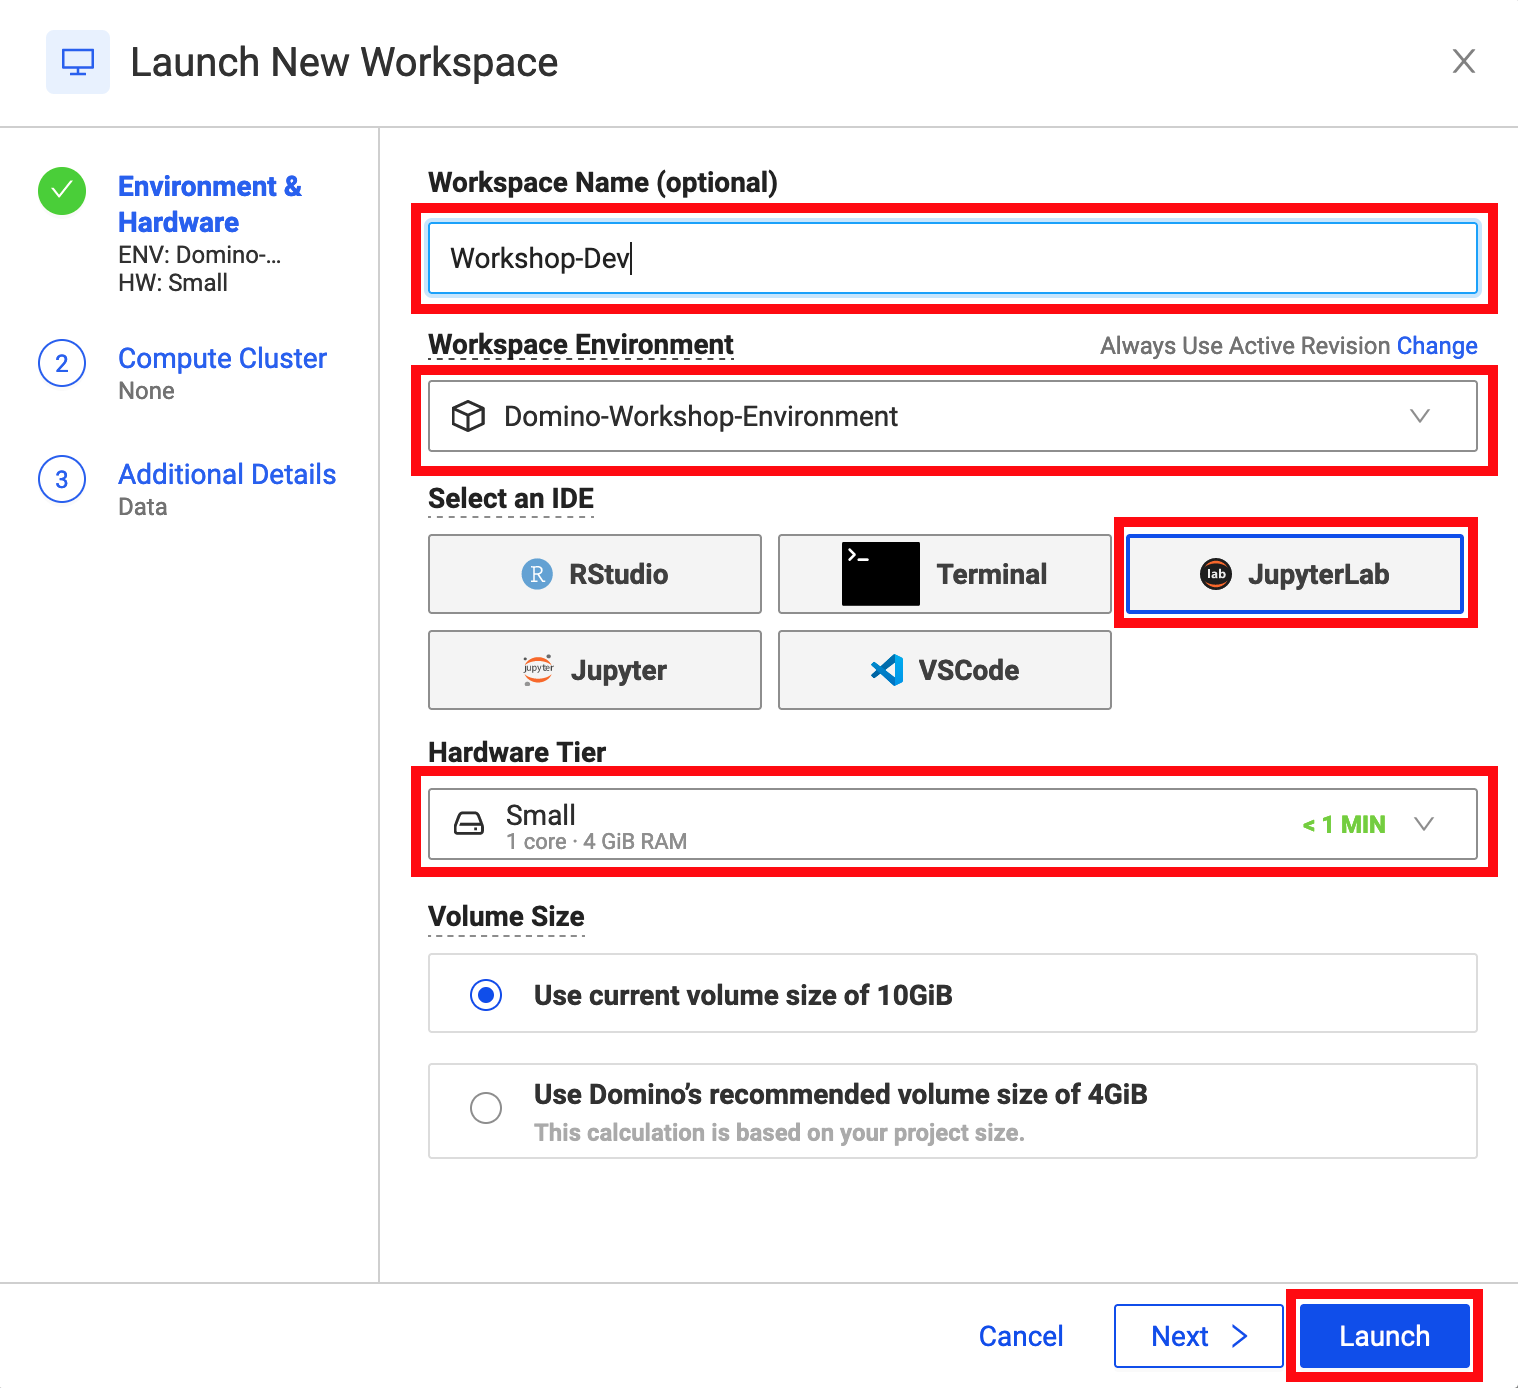 Launch New Workspace
Environment &
Hardware
ENV: Domino-...
HW: Small
2
Compute Cluster
None
3
Additional Details
Data
Workspace Name (optional)
Workshop-Dev
Workspace Environment
Always Use Active Revision Change
Domino-Workshop-Environment
Select an IDE
R RStudio
>_ Terminal
lab JupyterLab
jupyter Jupyter
VSCode
Hardware Tier
Small
1 core · 4 GiB RAM
< 1 MIN
Volume Size
Use current volume size of 10GiB
Use Domino’s recommended volume size of 4GiB
This calculation is based on your project size.
Cancel
Next >
Launch